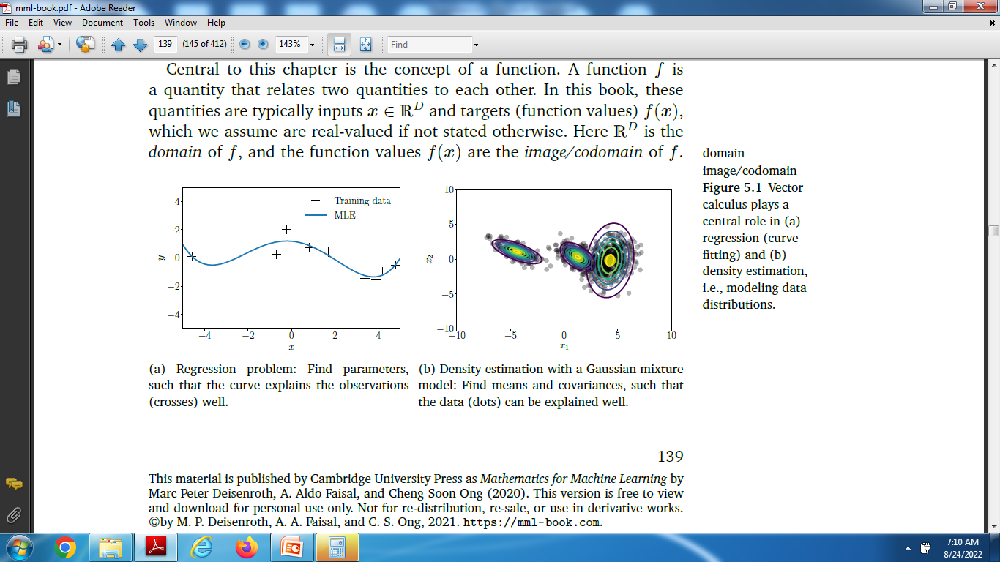 mml-book.pdf - Adobe Reader
File Edit View Document Tools Window Help
139 (145 of 412) 143% Find
Central to this chapter is the concept of a function. A function f is
a quantity that relates two quantities to each other. In this book, these
quantities are typically inputs x ∈ ℝᴰ and targets (function values) f(x),
which we assume are real-valued if not stated otherwise. Here ℝᴰ is the
domain of f, and the function values f(x) are the image/codomain of f.
domain
image/codomain
Figure 5.1 Vector
calculus plays a
central role in (a)
regression (curve
fitting) and (b)
density estimation,
i.e., modeling data
distributions.
Training data
MLE
4
2
0
−2
−4
y
−4 −2 0 2 4
x
10
5
0
−5
−10
x₂
−10 −5 0 5 10
x₁
(a) Regression problem: Find parameters,
such that the curve explains the observations
(crosses) well.
(b) Density estimation with a Gaussian mixture
model: Find means and covariances, such that
the data (dots) can be explained well.
139
This material is published by Cambridge University Press as Mathematics for Machine Learning by
Marc Peter Deisenroth, A. Aldo Faisal, and Cheng Soon Ong (2020). This version is free to view
and download for personal use only. Not for re-distribution, re-sale, or use in derivative works.
©by M. P. Deisenroth, A. A. Faisal, and C. S. Ong, 2021. https://mml-book.com.
7:10 AM
8/24/2022